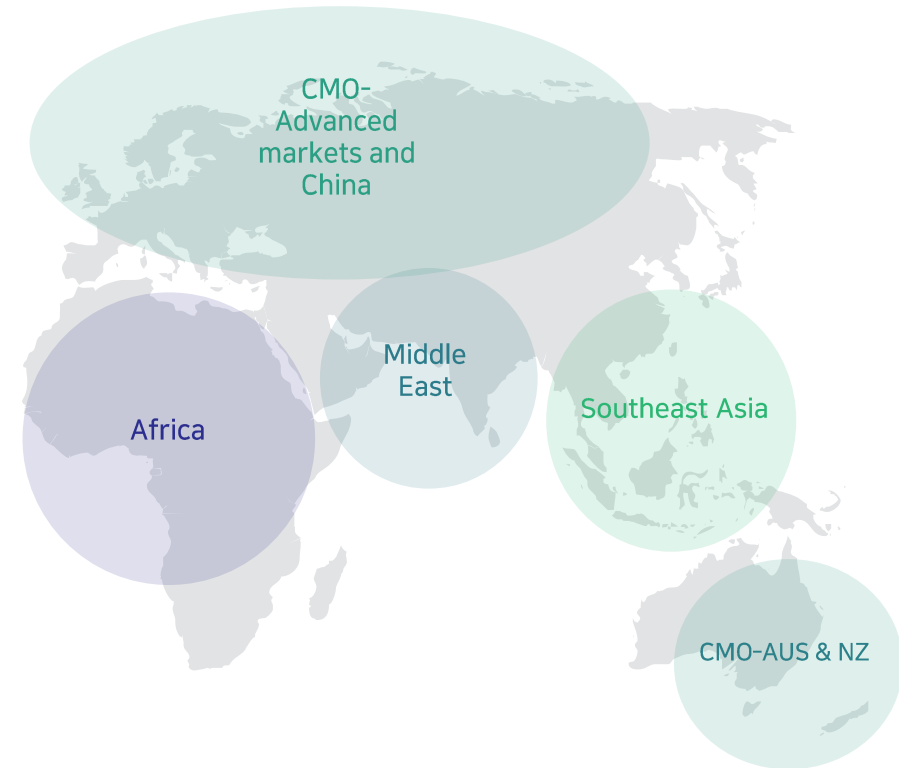 CMO-
Advanced
markets and
China
Middle
East
Southeast Asia
Africa
CMO-AUS & NZ